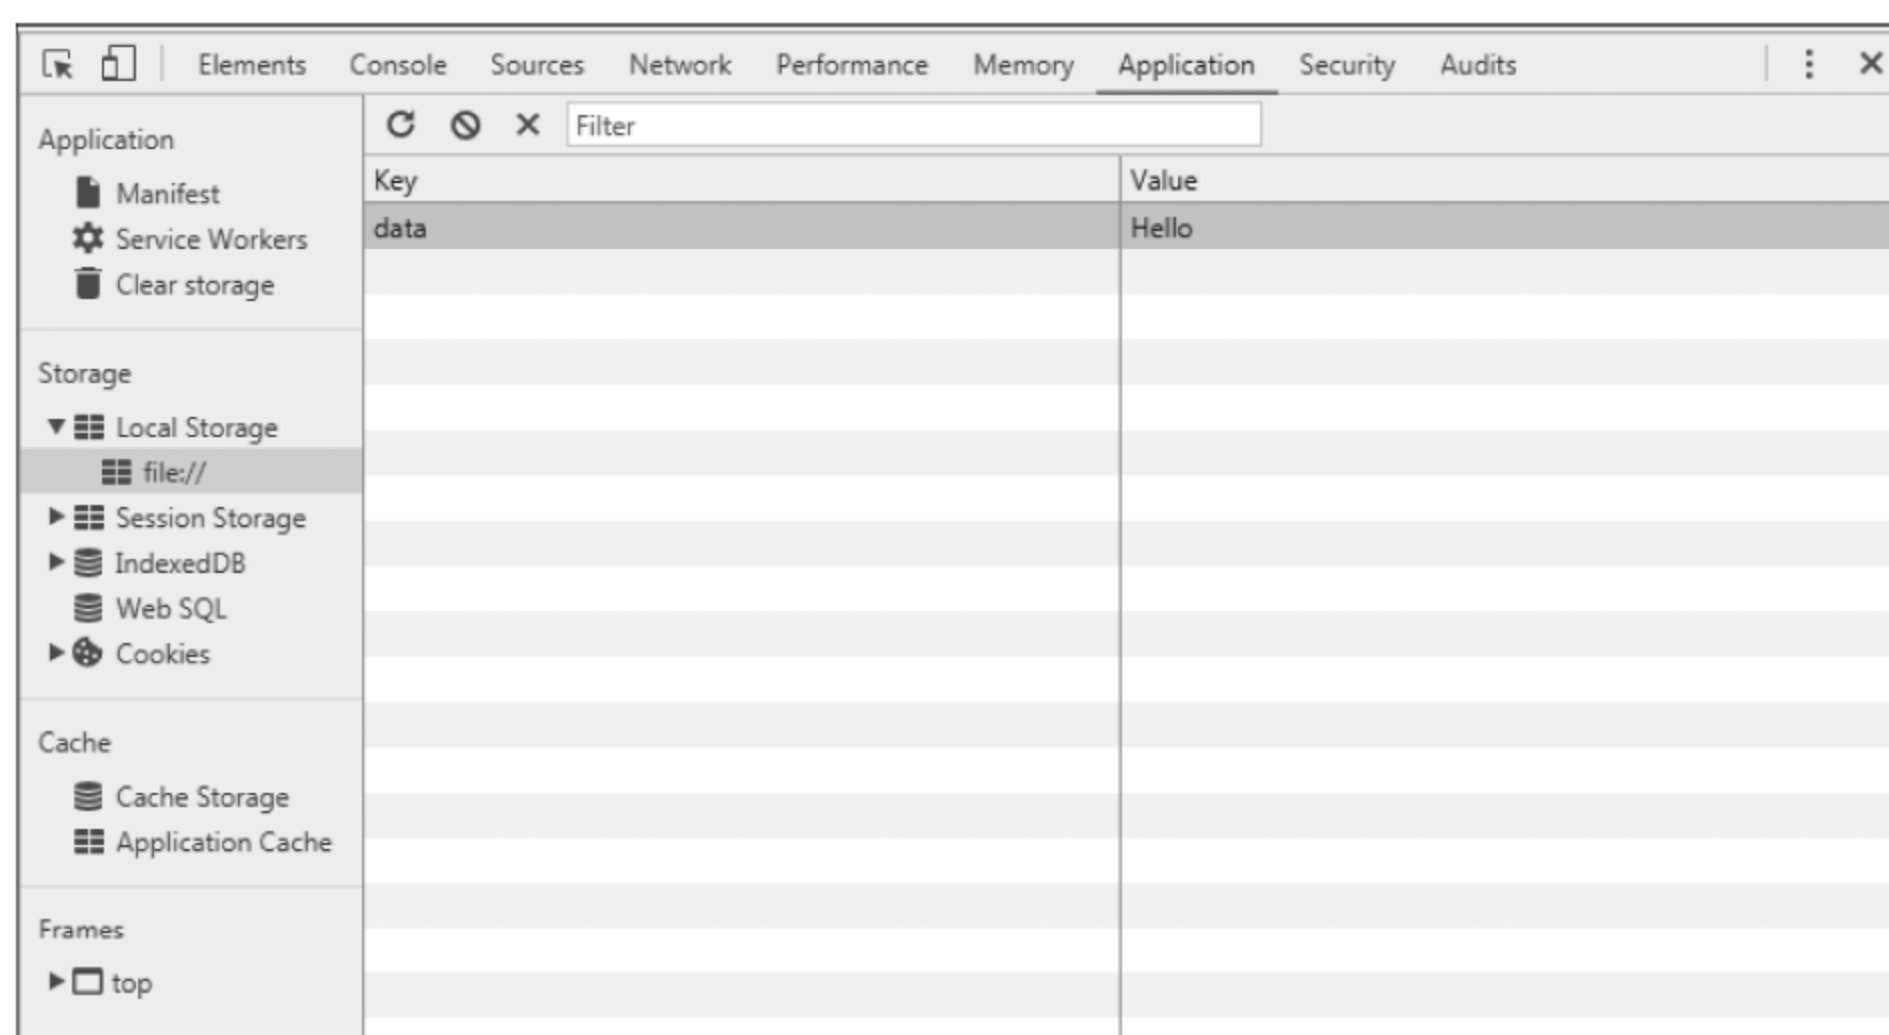 Elements Console Sources Network Performance Memory Application Security Audits
Filter
Application
Manifest
Service Workers
Clear storage
Storage
Local Storage
file://
Session Storage
IndexedDB
Web SQL
Cookies
Cache
Cache Storage
Application Cache
Frames
top
Key Value
data Hello